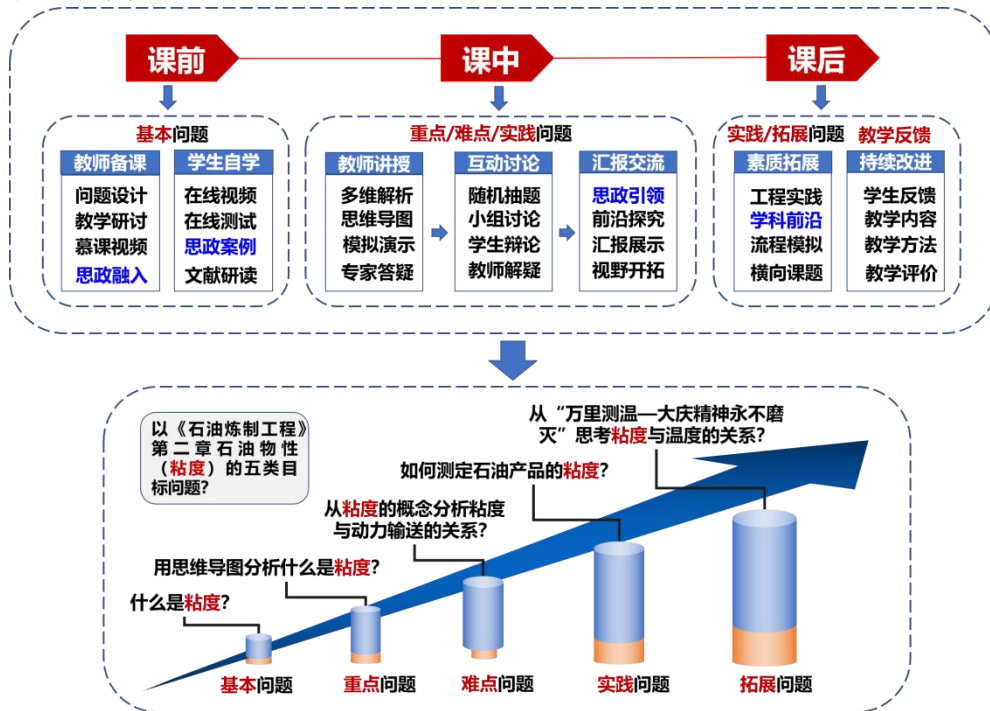 课前
课中
课后
基本问题
重点/难点/实践问题
实践/拓展问题 教学反馈
教师备课
问题设计
教学研讨
慕课视频
思政融入
学生自学
在线视频
在线测试
思政案例
文献研读
教师讲授
多维解析
思维导图
模拟演示
专家答疑
互动讨论
随机抽题
小组讨论
学生辩论
教师解疑
汇报交流
思政引领
前沿探究
汇报展示
视野开拓
素质拓展
工程实践
学科前沿
流程模拟
横向课题
持续改进
学生反馈
教学内容
教学方法
教学评价
以《石油炼制工程》
第二章石油物性
（粘度）的五类目
标问题？
从“万里测温—大庆精神永不磨
灭”思考粘度与温度的关系？
如何测定石油产品的粘度？
从粘度的概念分析粘度
与动力输送的关系？
用思维导图分析什么是粘度？
什么是粘度？
基本问题
重点问题
难点问题
实践问题
拓展问题